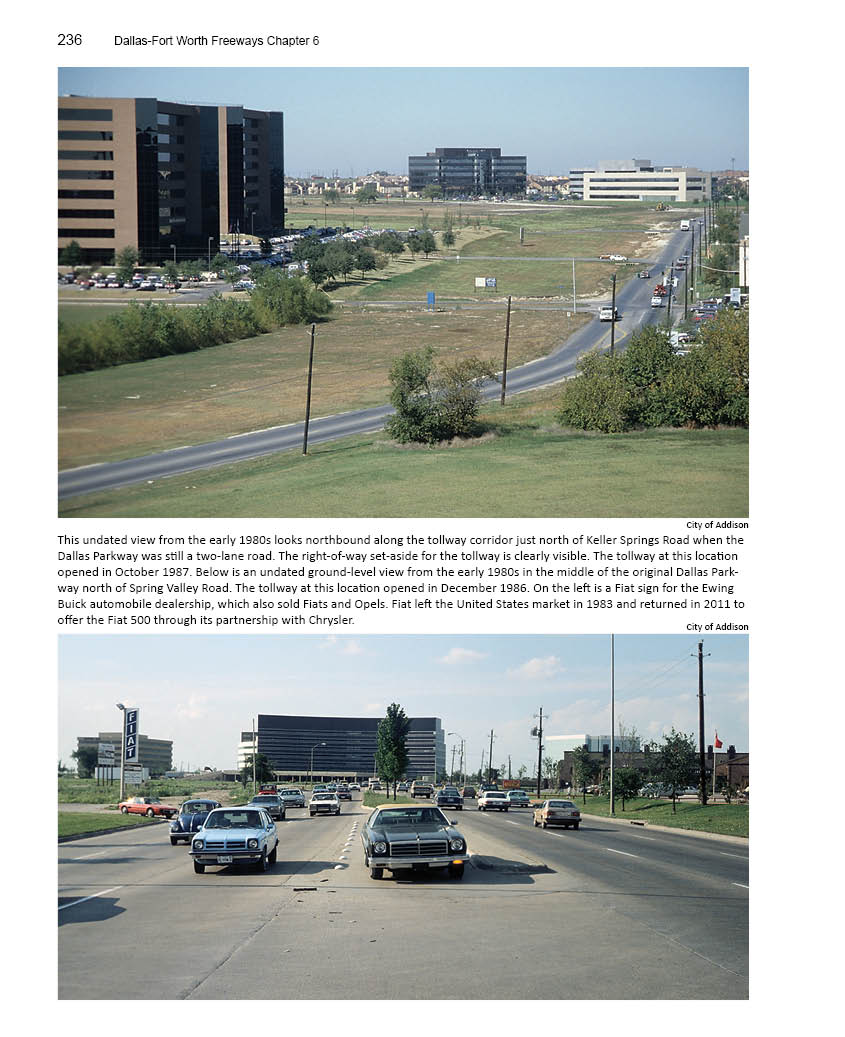 236 Dallas-Fort Worth Freeways Chapter 6
City of Addison
This undated view from the early 1980s looks northbound along the tollway corridor just north of Keller Springs Road when the
Dallas Parkway was still a two-lane road. The right-of-way set-aside for the tollway is clearly visible. The tollway at this location
opened in October 1987. Below is an undated ground-level view from the early 1980s in the middle of the original Dallas Park-
way north of Spring Valley Road. The tollway at this location opened in December 1986. On the left is a Fiat sign for the Ewing
Buick automobile dealership, which also sold Fiats and Opels. Fiat left the United States market in 1983 and returned in 2011 to
offer the Fiat 500 through its partnership with Chrysler.
City of Addison
FIAT